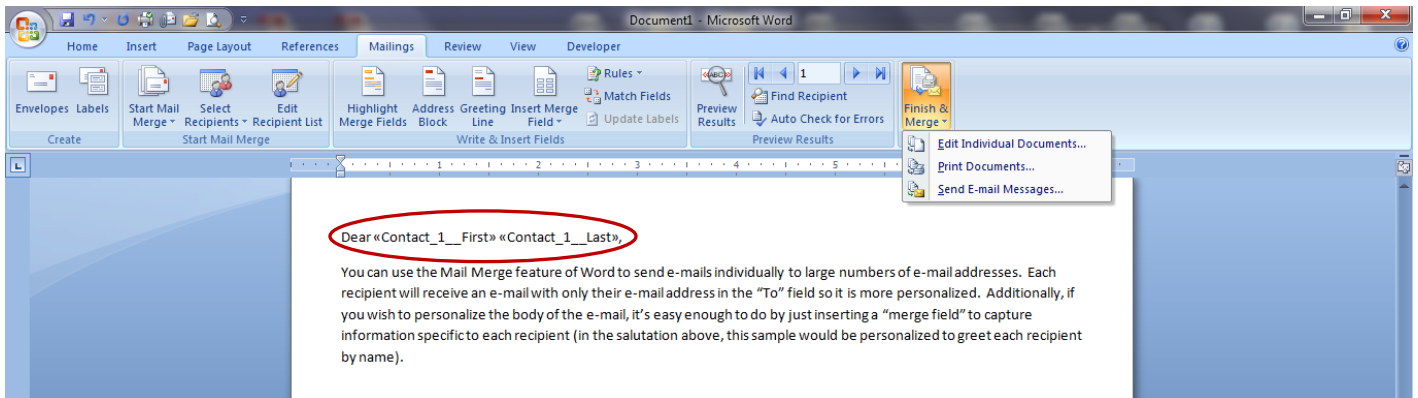 Document1 - Microsoft Word
Home Insert Page Layout References Mailings Review View Developer
Envelopes Labels
Create
Start Mail Merge Select Recipients Edit Recipient List
Start Mail Merge
Highlight Merge Fields Address Block Greeting Line Insert Merge Field
Rules
Match Fields
Update Labels
Write & Insert Fields
«ABC»
Preview Results
1
Find Recipient
Auto Check for Errors
Preview Results
Finish & Merge
Edit Individual Documents...
Print Documents...
Send E-mail Messages...
L
1 2 3 4 5
Dear «Contact_1__First» «Contact_1__Last»,
You can use the Mail Merge feature of Word to send e-mails individually to large numbers of e-mail addresses. Each
recipient will receive an e-mail with only their e-mail address in the “To” field so it is more personalized. Additionally, if
you wish to personalize the body of the e-mail, it’s easy enough to do by just inserting a “merge field” to capture
information specific to each recipient (in the salutation above, this sample would be personalized to greet each recipient
by name).